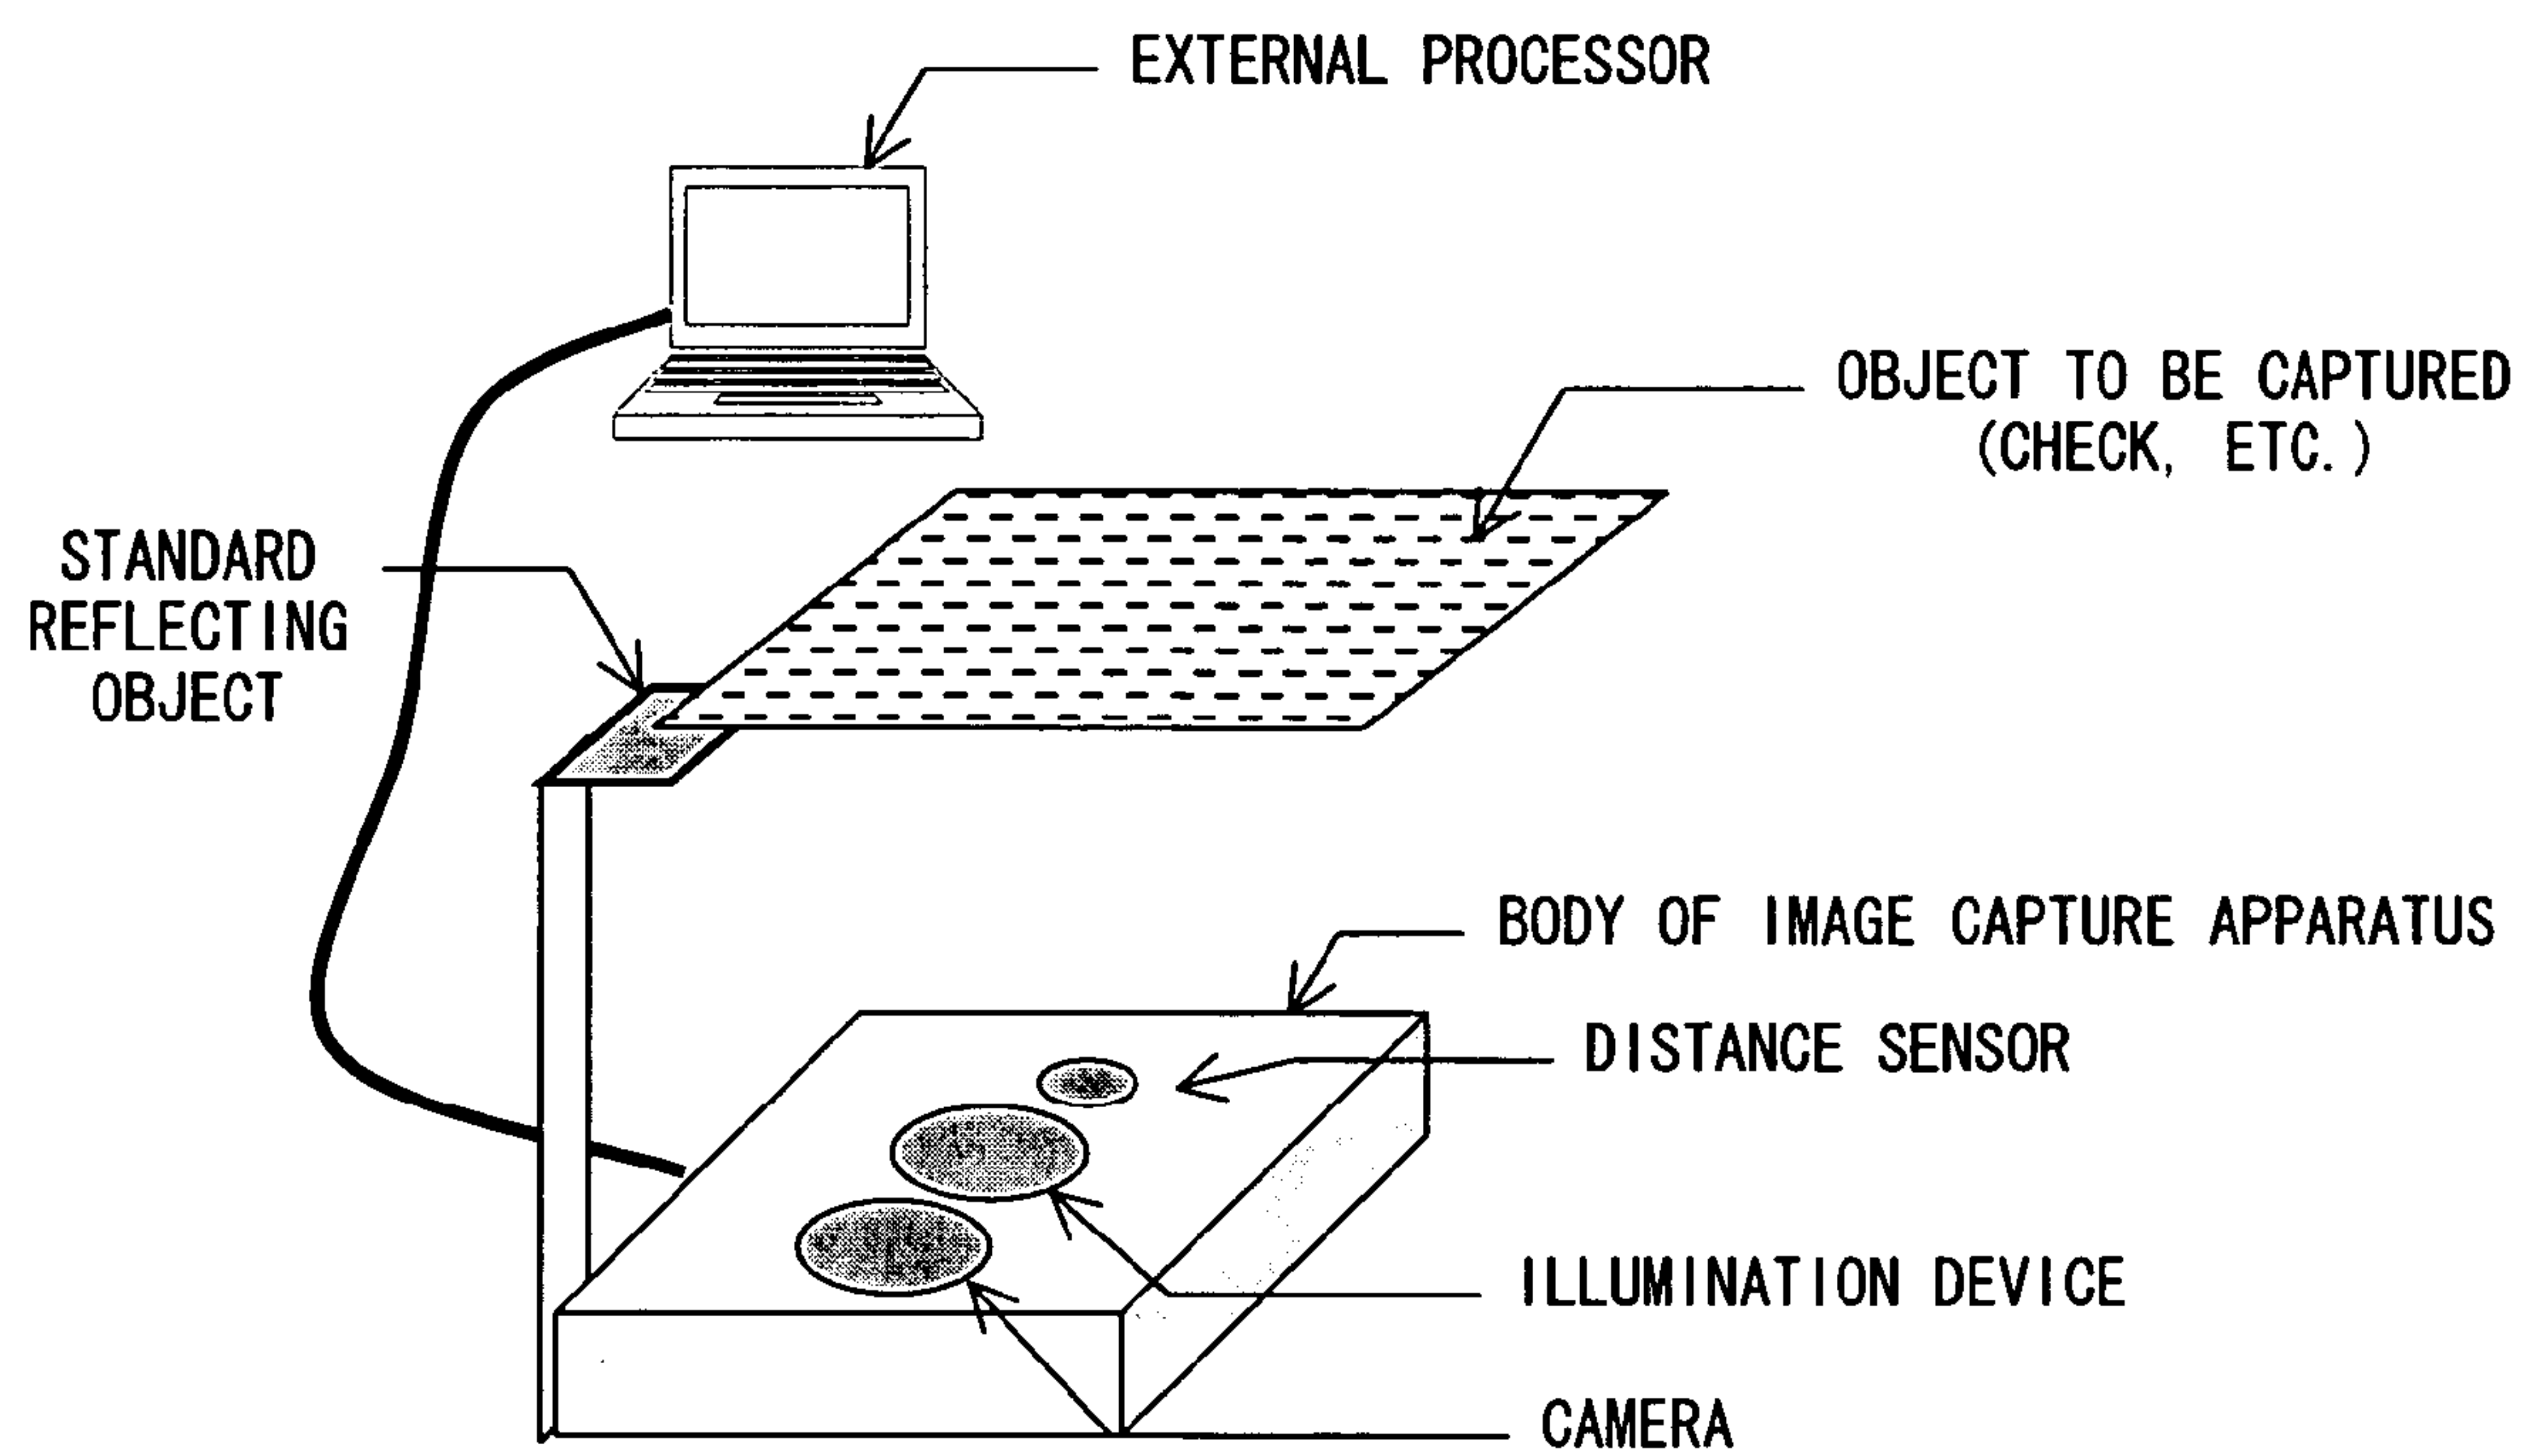 EXTERNAL PROCESSOR
OBJECT TO BE CAPTURED
(CHECK, ETC.)
STANDARD
REFLECTING
OBJECT
BODY OF IMAGE CAPTURE APPARATUS
DISTANCE SENSOR
ILLUMINATION DEVICE
CAMERA